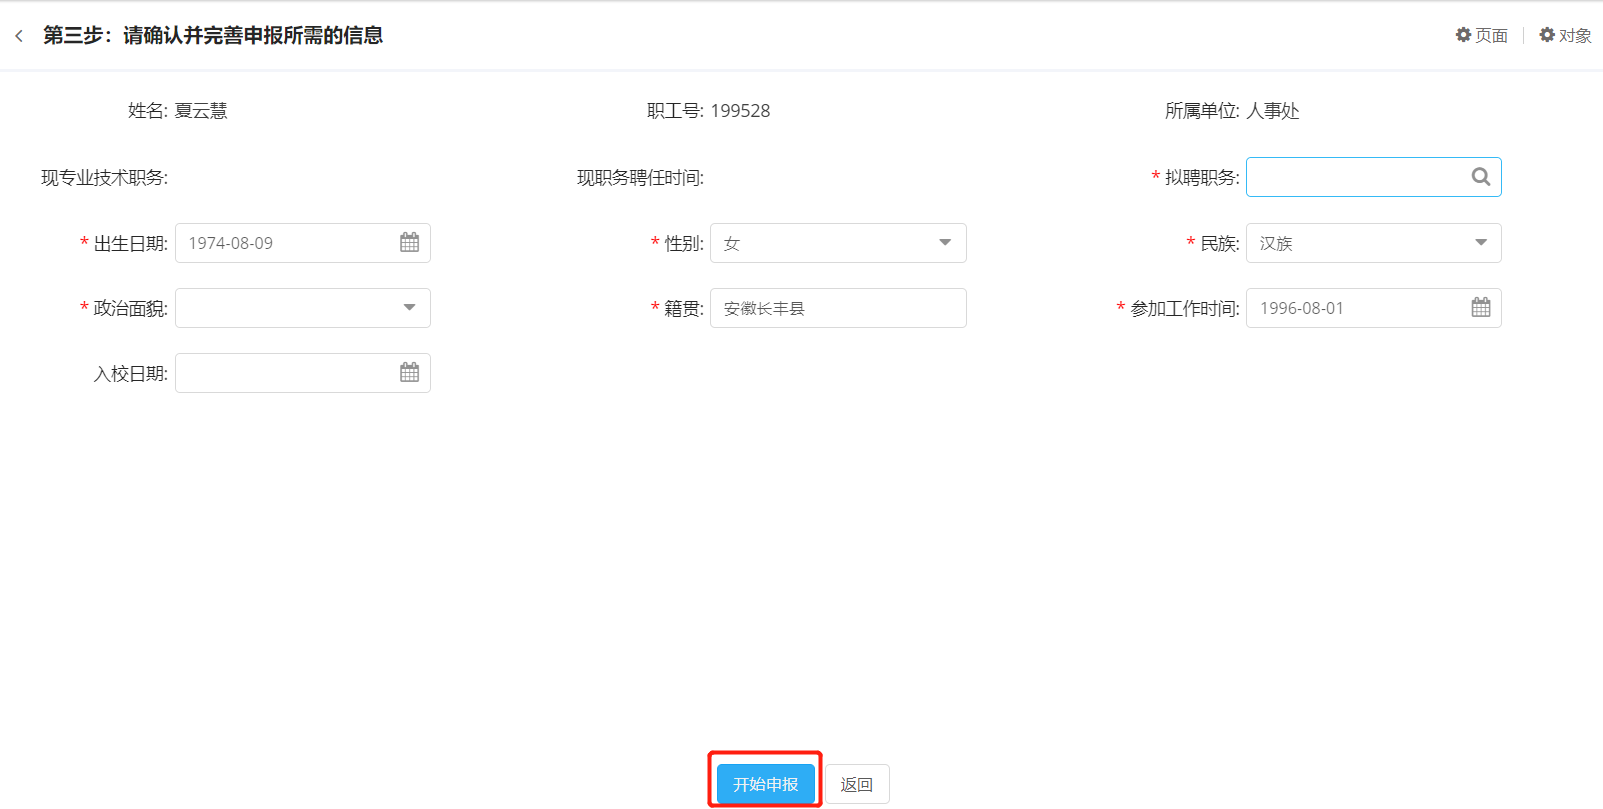 第三步：请确认并完善申报所需的信息 页面 对象
姓名: 夏云慧 职工号: 199528 所属单位: 人事处
现专业技术职务: 现职务聘任时间: * 拟聘职务:
* 出生日期: 1974-08-09 * 性别: 女 * 民族: 汉族
* 政治面貌: * 籍贯: 安徽长丰县 * 参加工作时间: 1996-08-01
入校日期:
开始申报 返回